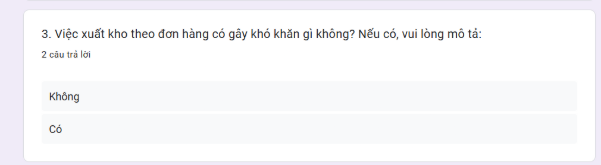 3. Việc xuất kho theo đơn hàng có gây khó khăn gì không? Nếu có, vui lòng mô tả:
2 câu trả lời
Không
Có